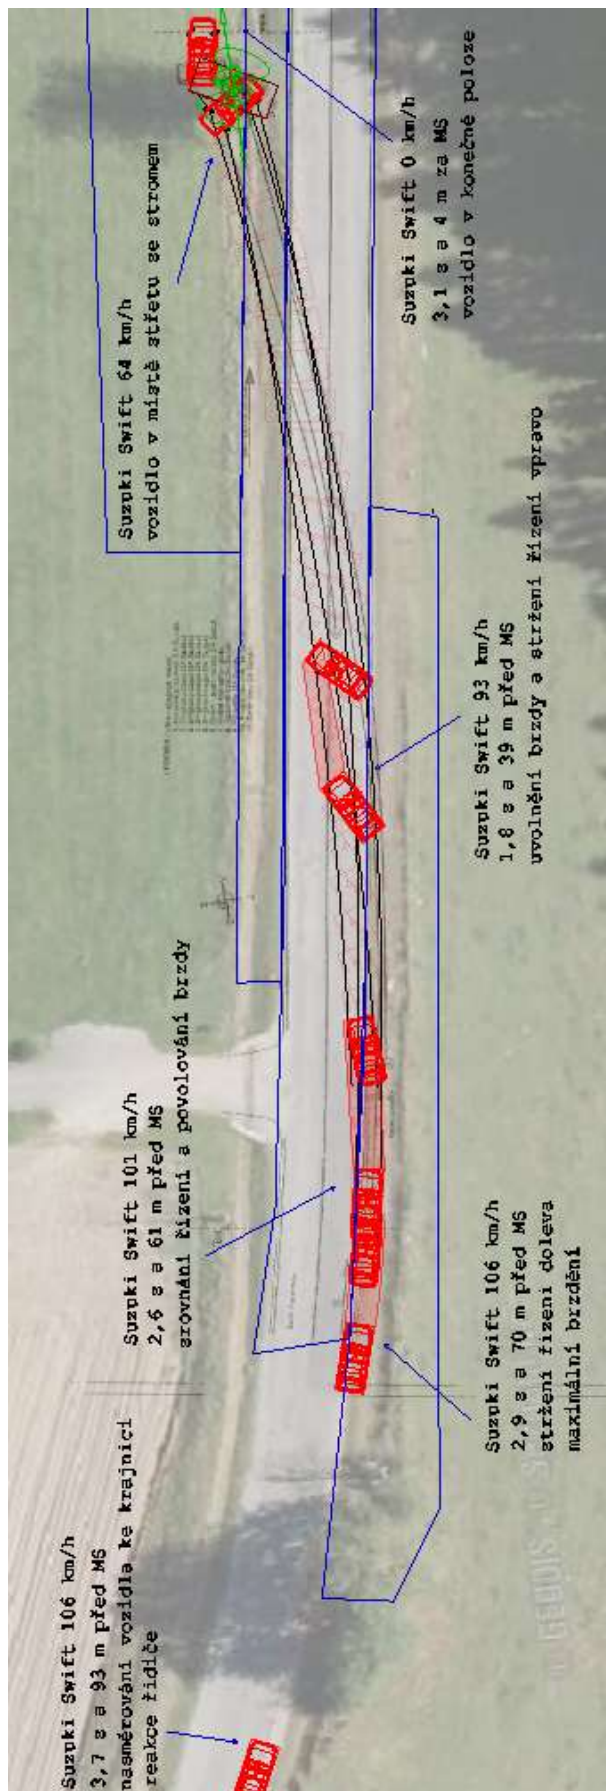 Suzuki Swift 0 km/h
3,1 s a 4 m za MS
vozidlo v konečné poloze
Suzuki Swift 64 km/h
vozidlo v místě střetu se stromem
Suzuki Swift 93 km/h
1,8 s a 39 m před MS
uvolnění brzdy a stržení řízení vpravo
Suzuki Swift 101 km/h
2,6 s a 61 m před MS
srovnání řízení a povolování brzdy
Suzuki Swift 106 km/h
2,9 s a 70 m před MS
stržení řízení doleva
maximální brzdění
Suzuki Swift 106 km/h
3,7 s a 93 m před MS
nasměrování vozidla ke krajnici
reakce řidiče